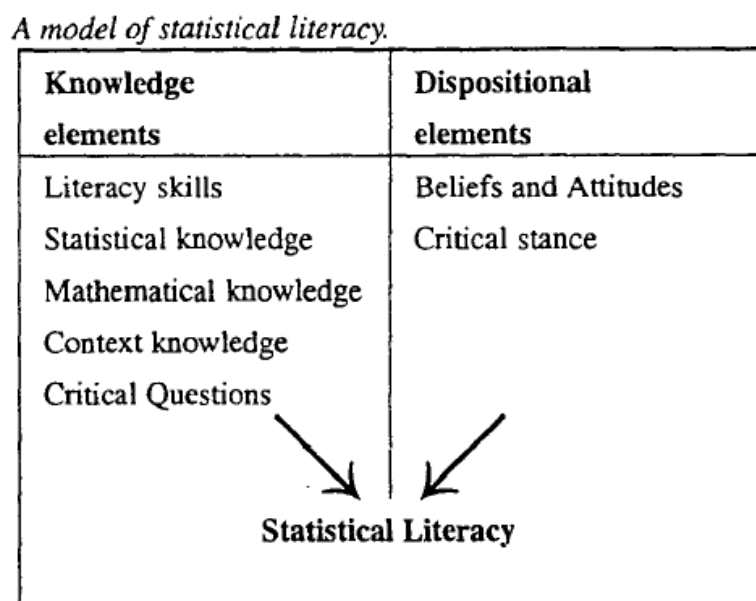 A model of statistical literacy.
Knowledge
elements
Dispositional
elements
Literacy skills
Statistical knowledge
Mathematical knowledge
Context knowledge
Critical Questions
Beliefs and Attitudes
Critical stance
Statistical Literacy